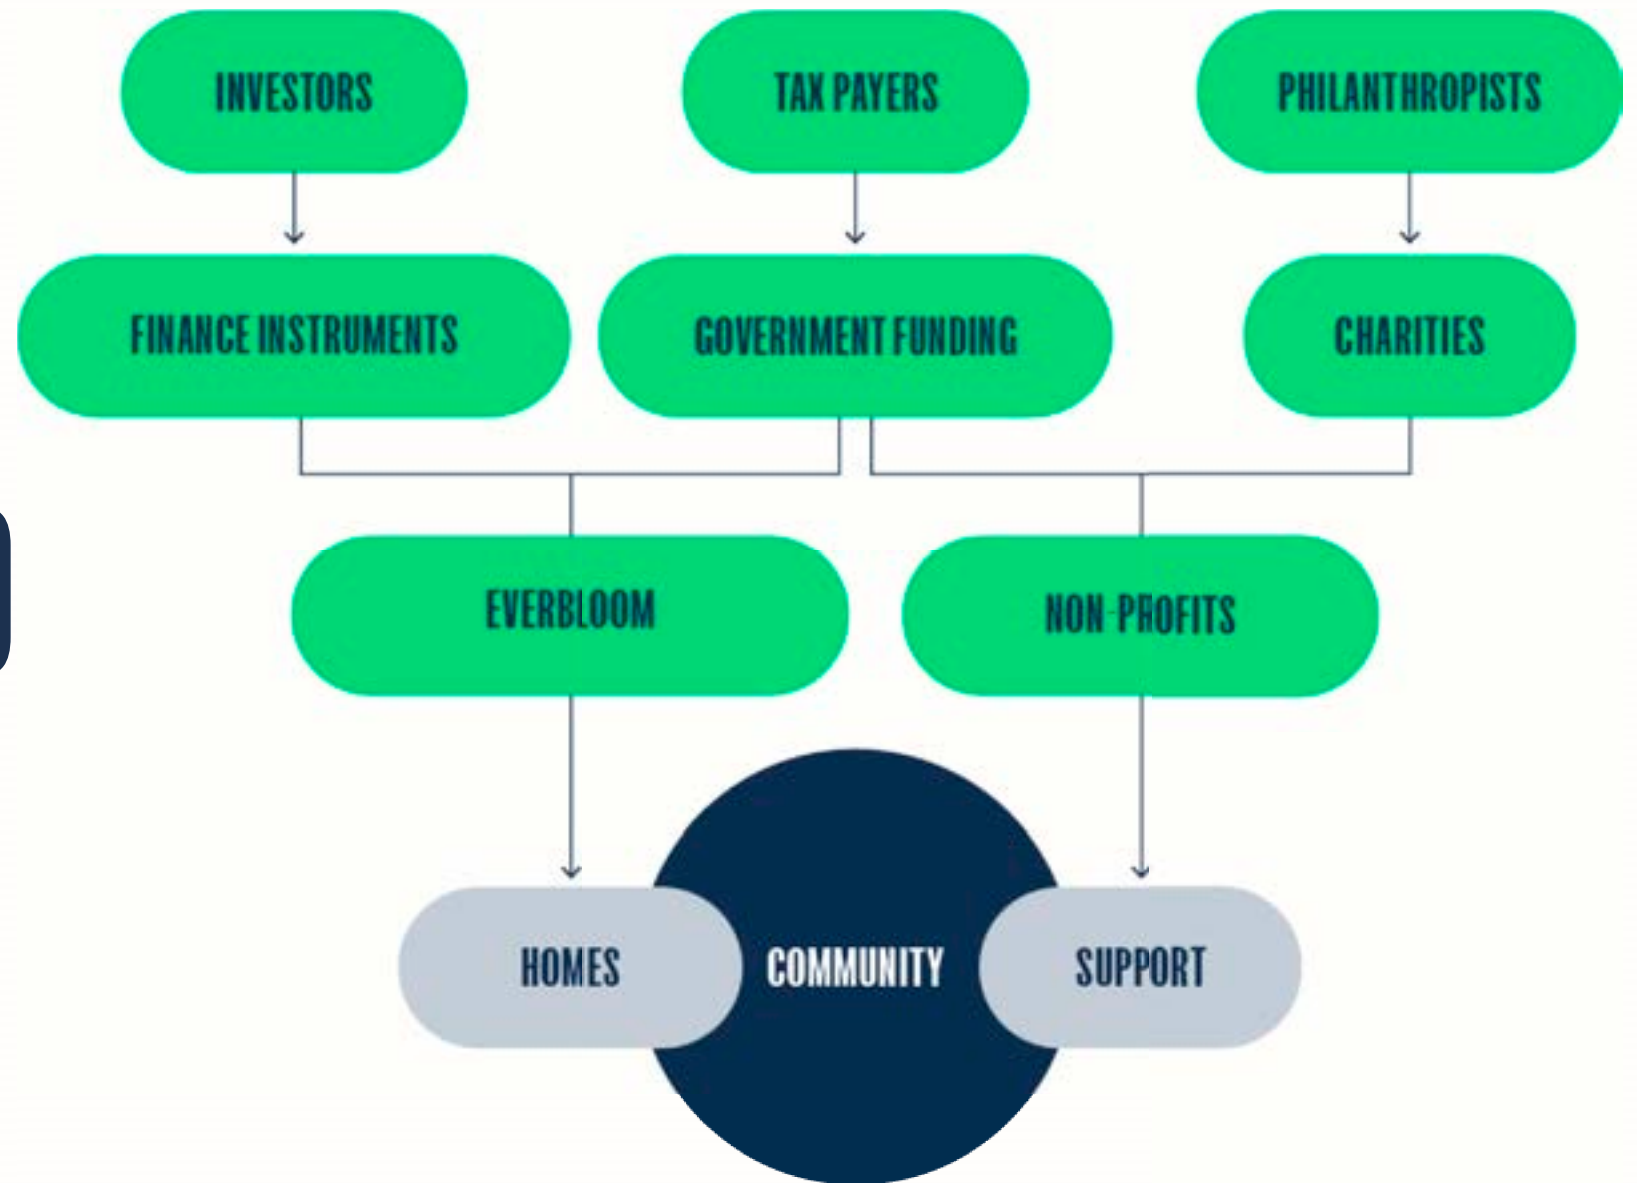 INVESTORS
TAX PAYERS
PHILANTHROPISTS
FINANCE INSTRUMENTS
GOVERNMENT FUNDING
CHARITIES
EVERBLOOM
NON-PROFITS
HOMES
COMMUNITY
SUPPORT